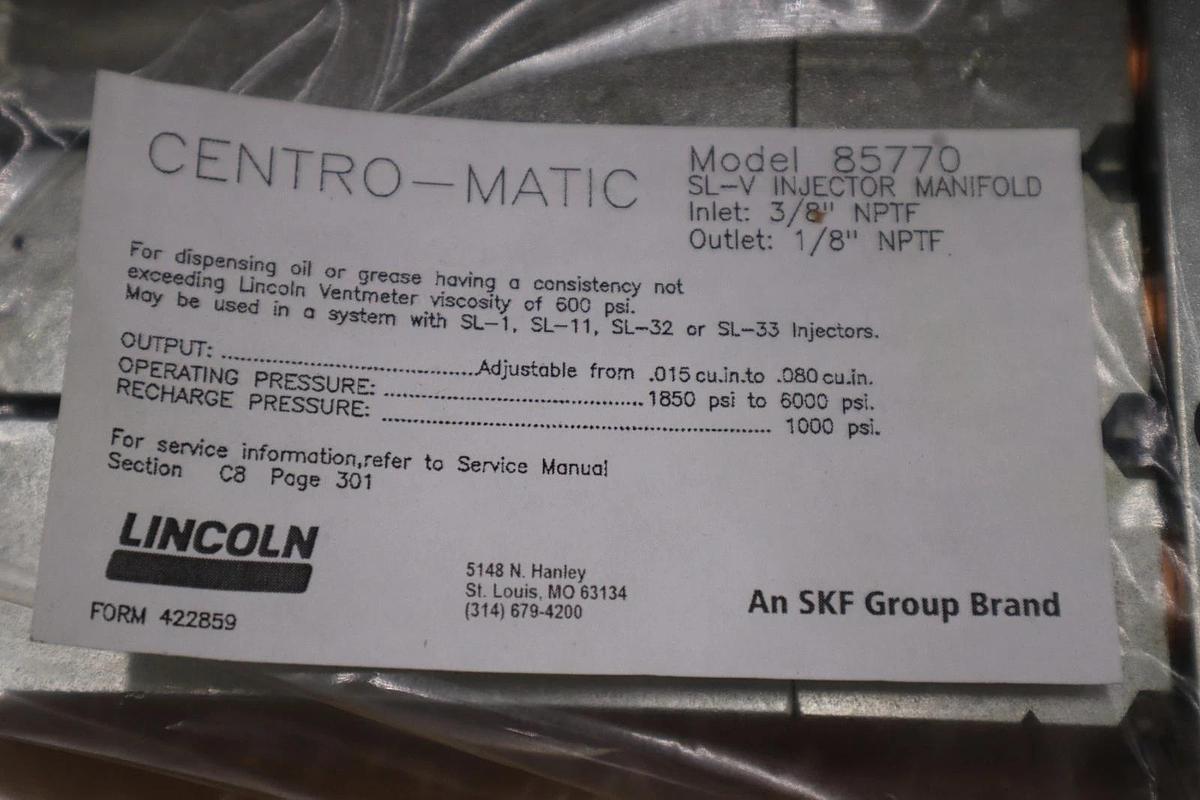 CENTRO-MATIC
Model 85770
SL-V INJECTOR MANIFOLD
Inlet: 3/8" NPTF
Outlet: 1/8" NPTF
For dispensing oil or grease having a consistency not
exceeding Lincoln Ventmeter viscosity of 600 psi.
May be used in a system with SL-1, SL-11, SL-32 or SL-33 Injectors.
OUTPUT: ........................................Adjustable from .015 cu.in.to .080 cu.in.
OPERATING PRESSURE: ........................................1850 psi to 6000 psi.
RECHARGE PRESSURE: ............................................................ 1000 psi.
For service information,refer to Service Manual
Section C8 Page 301
LINCOLN
FORM 422859
5148 N. Hanley
St. Louis, MO 63134
(314) 679-4200
An SKF Group Brand